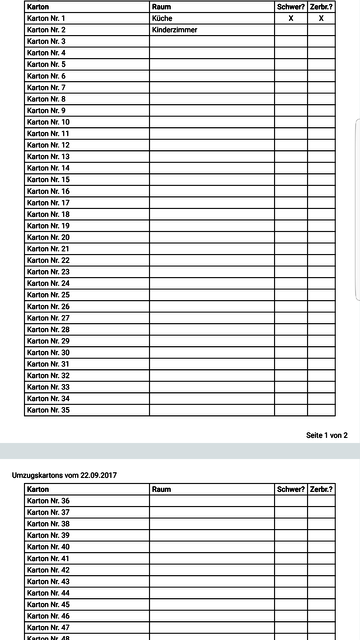 Karton Raum Schwer? Zerbr.?
Karton Nr. 1 Küche X X
Karton Nr. 2 Kinderzimmer
Karton Nr. 3
Karton Nr. 4
Karton Nr. 5
Karton Nr. 6
Karton Nr. 7
Karton Nr. 8
Karton Nr. 9
Karton Nr. 10
Karton Nr. 11
Karton Nr. 12
Karton Nr. 13
Karton Nr. 14
Karton Nr. 15
Karton Nr. 16
Karton Nr. 17
Karton Nr. 18
Karton Nr. 19
Karton Nr. 20
Karton Nr. 21
Karton Nr. 22
Karton Nr. 23
Karton Nr. 24
Karton Nr. 25
Karton Nr. 26
Karton Nr. 27
Karton Nr. 28
Karton Nr. 29
Karton Nr. 30
Karton Nr. 31
Karton Nr. 32
Karton Nr. 33
Karton Nr. 34
Karton Nr. 35
Seite 1 von 2
Umzugskartons vom 22.09.2017
Karton Raum Schwer? Zerbr.?
Karton Nr. 36
Karton Nr. 37
Karton Nr. 38
Karton Nr. 39
Karton Nr. 40
Karton Nr. 41
Karton Nr. 42
Karton Nr. 43
Karton Nr. 44
Karton Nr. 45
Karton Nr. 46
Karton Nr. 47
Karton Nr. 48